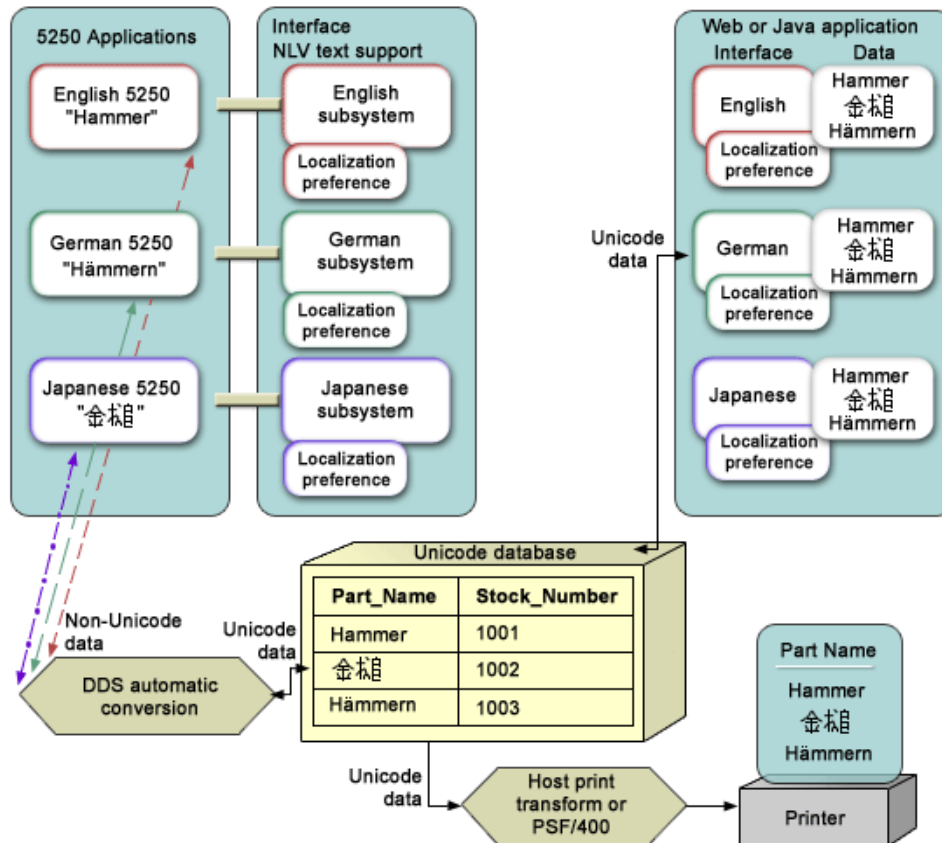 5250 Applications
English 5250
"Hammer"
German 5250
"Hämmern"
Japanese 5250
"金槌"
Interface
NLV text support
English
subsystem
Localization
preference
German
subsystem
Localization
preference
Japanese
subsystem
Localization
preference
Web or Java application
Interface Data
English
Localization
preference
Hammer
金槌
Hämmern
German
Localization
preference
Hammer
金槌
Hämmern
Japanese
Localization
preference
Hammer
金槌
Hämmern
Unicode
data
Non-Unicode
data
DDS automatic
conversion
Unicode
data
Unicode database
Part_Name Stock_Number
Hammer 1001
金槌 1002
Hämmern 1003
Unicode
data
Host print
transform or
PSF/400
Part Name
Hammer
金槌
Hämmern
Printer